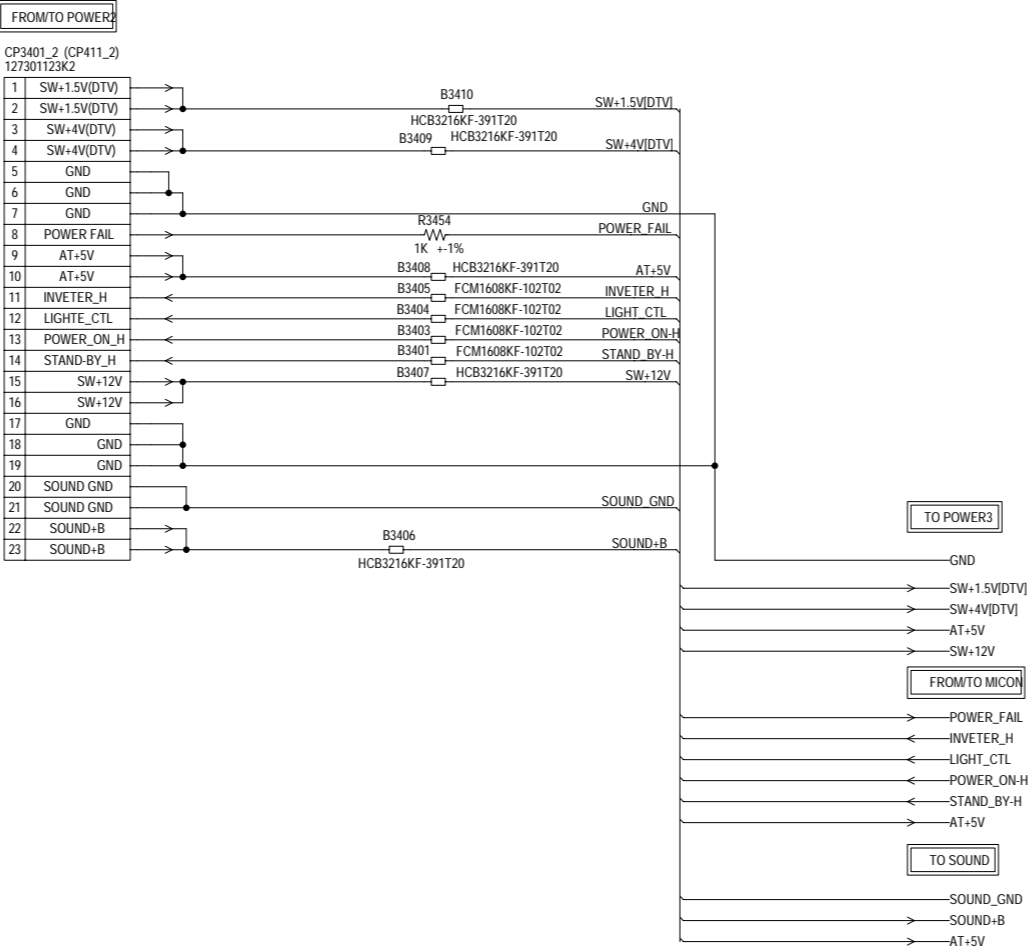 FROM/TO POWER2
CP3401_2 (CP411_2)
127301123K2
1 SW+1.5V(DTV)
2 SW+1.5V(DTV)
3 SW+4V(DTV)
4 SW+4V(DTV)
5 GND
6 GND
7 GND
8 POWER FAIL
9 AT+5V
10 AT+5V
11 INVETER_H
12 LIGHTE_CTL
13 POWER_ON_H
14 STAND-BY_H
15 SW+12V
16 SW+12V
17 GND
18 GND
19 GND
20 SOUND GND
21 SOUND GND
22 SOUND+B
23 SOUND+B
B3410
HCB3216KF-391T20
SW+1.5V[DTV]
B3409 HCB3216KF-391T20
SW+4V[DTV]
GND
R3454
1K +-1%
POWER_FAIL
B3408 HCB3216KF-391T20 AT+5V
B3405 FCM1608KF-102T02 INVETER_H
B3404 FCM1608KF-102T02 LIGHT_CTL
B3403 FCM1608KF-102T02 POWER_ON-H
B3401 FCM1608KF-102T02 STAND_BY-H
B3407 HCB3216KF-391T20 SW+12V
SOUND_GND
B3406
HCB3216KF-391T20
SOUND+B
TO POWER3
GND
SW+1.5V[DTV]
SW+4V[DTV]
AT+5V
SW+12V
FROM/TO MICON
POWER_FAIL
INVETER_H
LIGHT_CTL
POWER_ON-H
STAND_BY-H
AT+5V
TO SOUND
SOUND_GND
SOUND+B
AT+5V